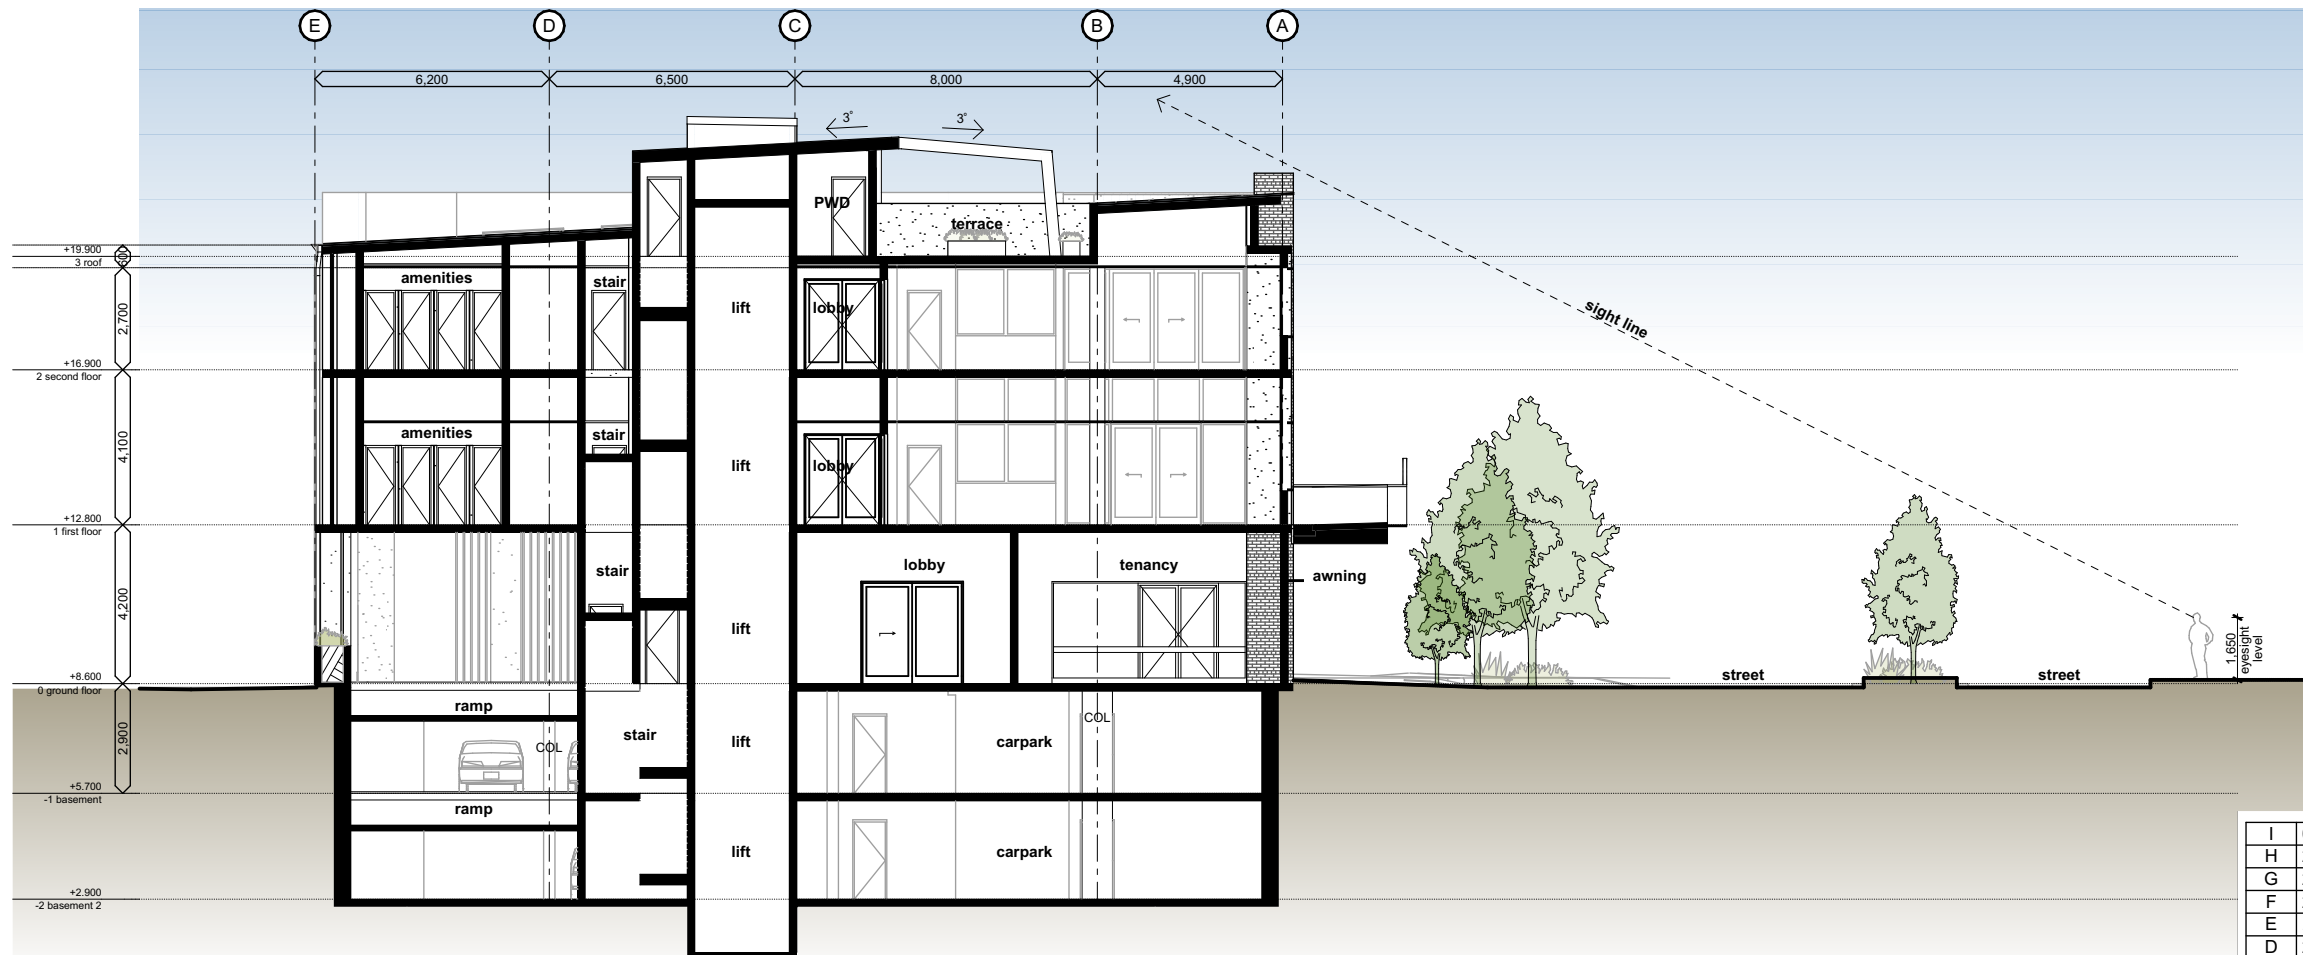 E D C B A
6,200 6,500 8,000 4,900
3° 3°
PWD
terrace
+19.900
3 roof
600
amenities
stair
lift
lobby
2,700
sight line
+16.900
2 second floor
amenities
stair
lift
lobby
4,100
+12.800
1 first floor
stair
lobby
tenancy
awning
4,200
lift
1,650
eyesight
level
+8.600
0 ground floor
street
street
ramp
stair
COL
lift
COL
carpark
2,900
+5.700
-1 basement
ramp
lift
carpark
+2.900
-2 basement 2
I
H
G
F
E
D